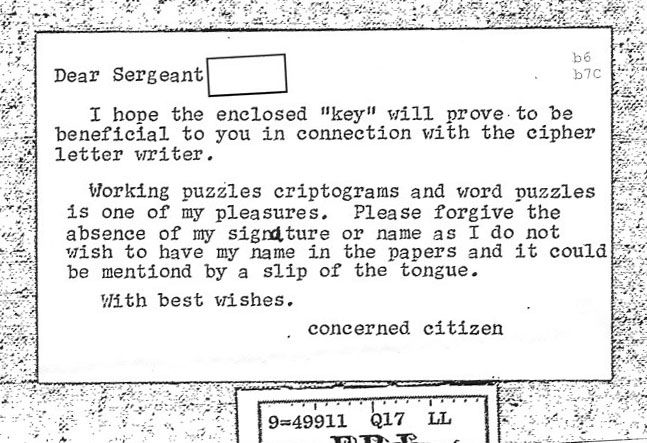 b6
Dear Sergeant
b7C
I hope the enclosed "key" will prove to be
beneficial to you in connection with the cipher
letter writer.
Working puzzles criptograms and word puzzles
is one of my pleasures. Please forgive the
absence of my signature or name as I do not
wish to have my name in the papers and it could
be mentiond by a slip of the tongue.
With best wishes.
concerned citizen
9=49911 Q17 LL
FBI